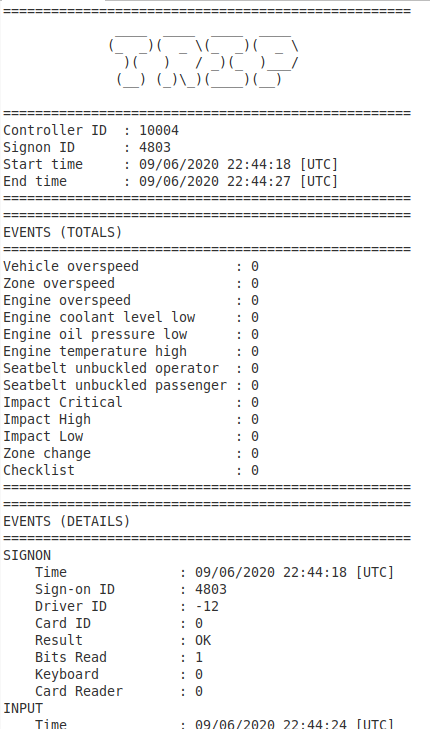 ===================================================
              ____  ____  ____  ____
             (_  _)(  _ \(_  _)(  _ \
               )(   )   / _)(_  )___/
              (__) (_)\_)(____)(__)
===================================================
Controller ID  : 10004
Signon ID      : 4803
Start time     : 09/06/2020 22:44:18 [UTC]
End time       : 09/06/2020 22:44:27 [UTC]
===================================================
===================================================
EVENTS (TOTALS)
===================================================
Vehicle overspeed            : 0
Zone overspeed               : 0
Engine overspeed             : 0
Engine coolant level low     : 0
Engine oil pressure low      : 0
Engine temperature high      : 0
Seatbelt unbuckled operator  : 0
Seatbelt unbuckled passenger : 0
Impact Critical              : 0
Impact High                  : 0
Impact Low                   : 0
Zone change                  : 0
Checklist                    : 0
===================================================
===================================================
EVENTS (DETAILS)
===================================================
SIGNON
    Time              : 09/06/2020 22:44:18 [UTC]
    Sign-on ID        : 4803
    Driver ID         : -12
    Card ID           : 0
    Result            : OK
    Bits Read         : 1
    Keyboard          : 0
    Card Reader       : 0
INPUT
    Time              : 09/06/2020 22:44:24 [UTC]